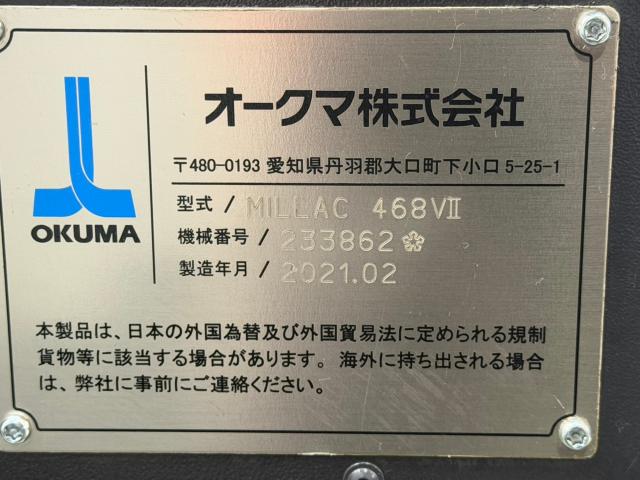 オークマ株式会社
〒480-0193 愛知県丹羽郡大口町下小口 5-25-1
OKUMA
型式 / MILLAC 468VⅡ
機械番号 / 233862
製造年月 / 2021.02
本製品は、日本の外国為替及び外国貿易法に定められる規制
貨物等に該当する場合があります。海外に持ち出される場合
は、弊社に事前にご連絡ください。